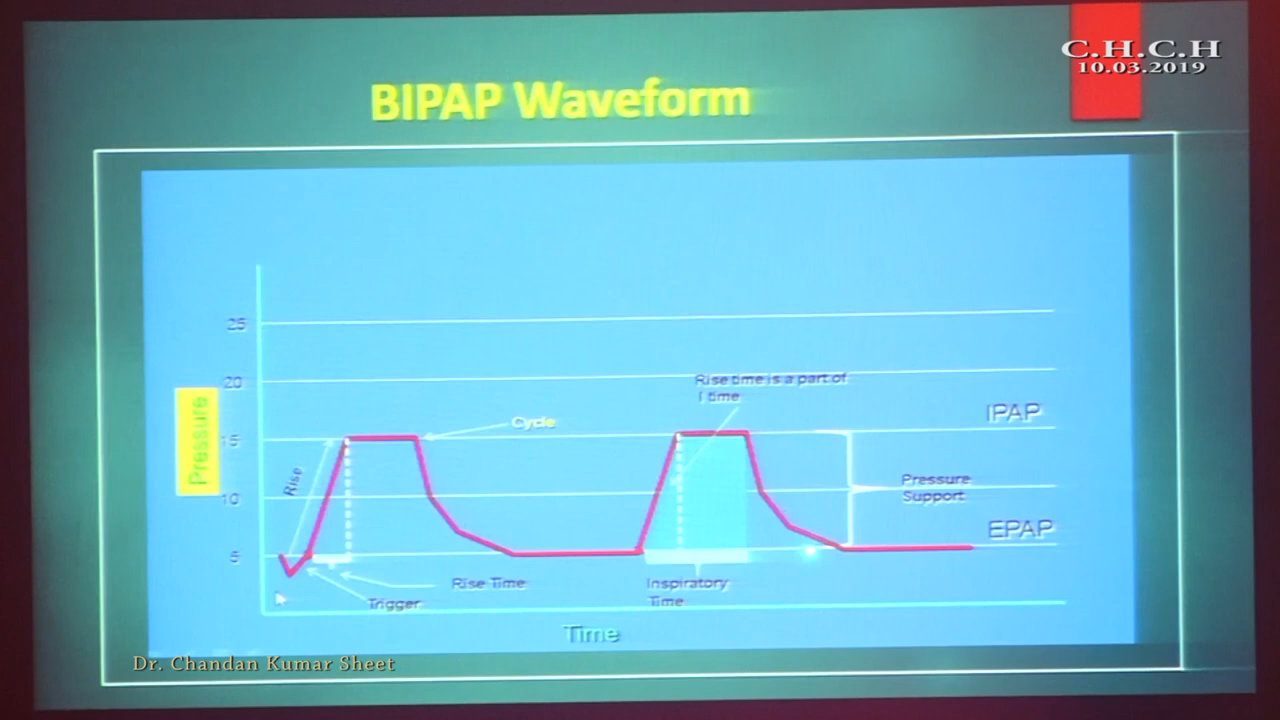 C.H.C.H
10.03.2019
BIPAP Waveform
25
20
Rise time is a part of
I time
IPAP
Pressure
15
Cycle
Rise
Pressure
Support
10
EPAP
5
Rise Time
Inspiratory
Time
Trigger
Time
Dr. Chandan Kumar Sheet